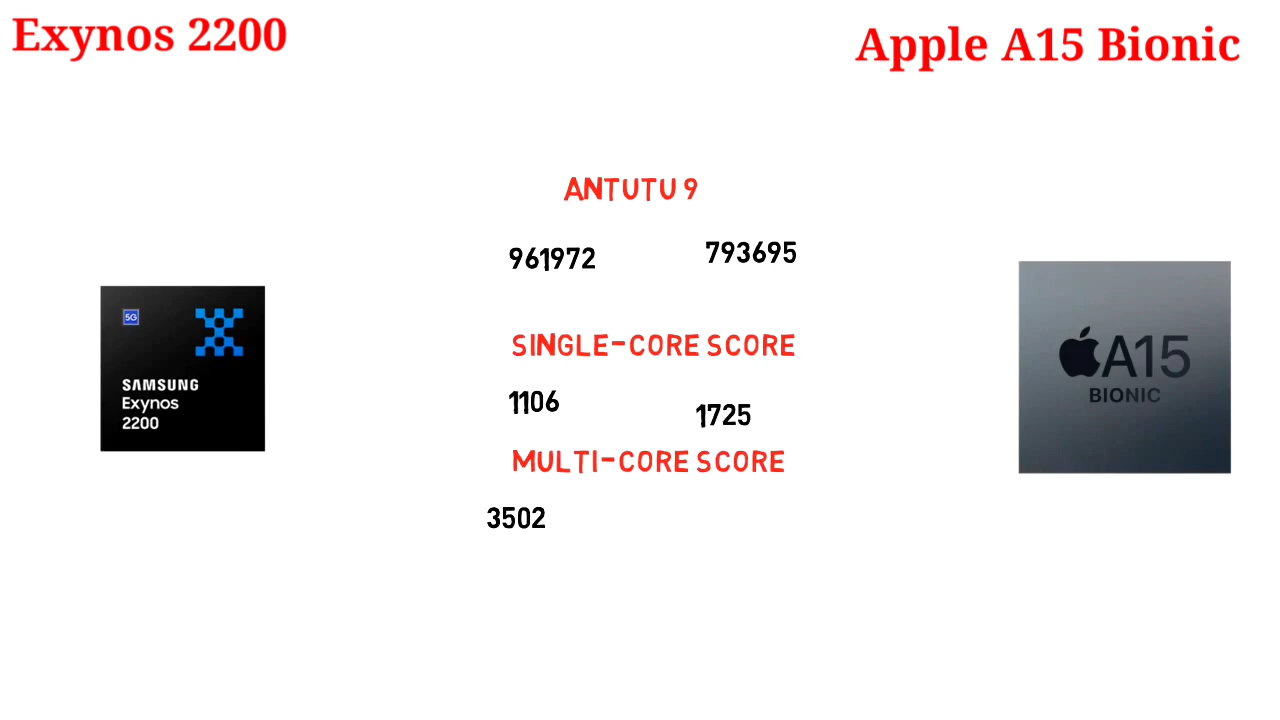 Exynos 2200
Apple A15 Bionic
ANTUTU 9
961972
793695
SINGLE-CORE SCORE
1106
1725
MULTI-CORE SCORE
3502
5G
SAMSUNG
Exynos
2200
A15
BIONIC